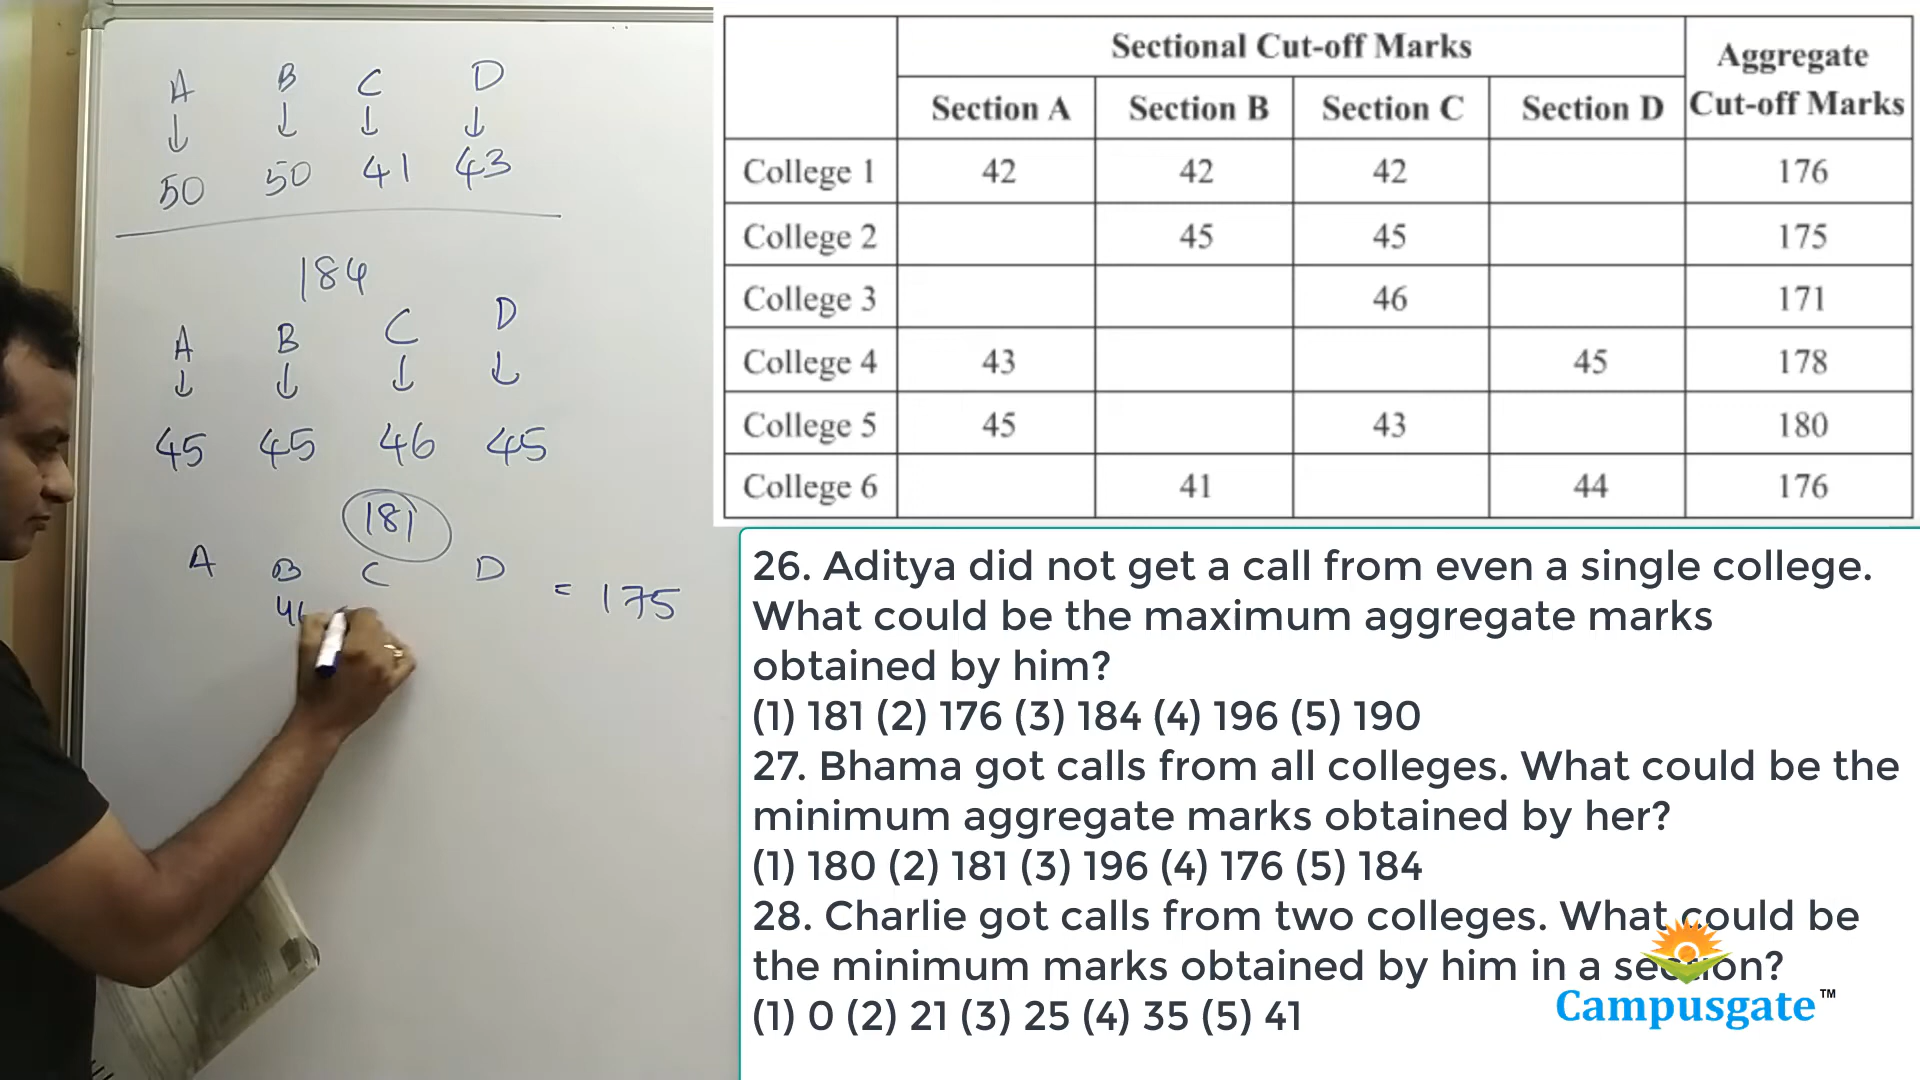 A B C D
50 50 41 43
184
A B C D
45 45 46 45
181
A B C D = 175
Sectional Cut-off Marks Aggregate Cut-off Marks
Section A Section B Section C Section D
College 1 42 42 42 176
College 2 45 45 175
College 3 46 171
College 4 43 45 178
College 5 45 43 180
College 6 41 44 176
26. Aditya did not get a call from even a single college.
What could be the maximum aggregate marks
obtained by him?
(1) 181 (2) 176 (3) 184 (4) 196 (5) 190
27. Bhama got calls from all colleges. What could be the
minimum aggregate marks obtained by her?
(1) 180 (2) 181 (3) 196 (4) 176 (5) 184
28. Charlie got calls from two colleges. What could be
the minimum marks obtained by him in a section?
(1) 0 (2) 21 (3) 25 (4) 35 (5) 41
Campusgate™